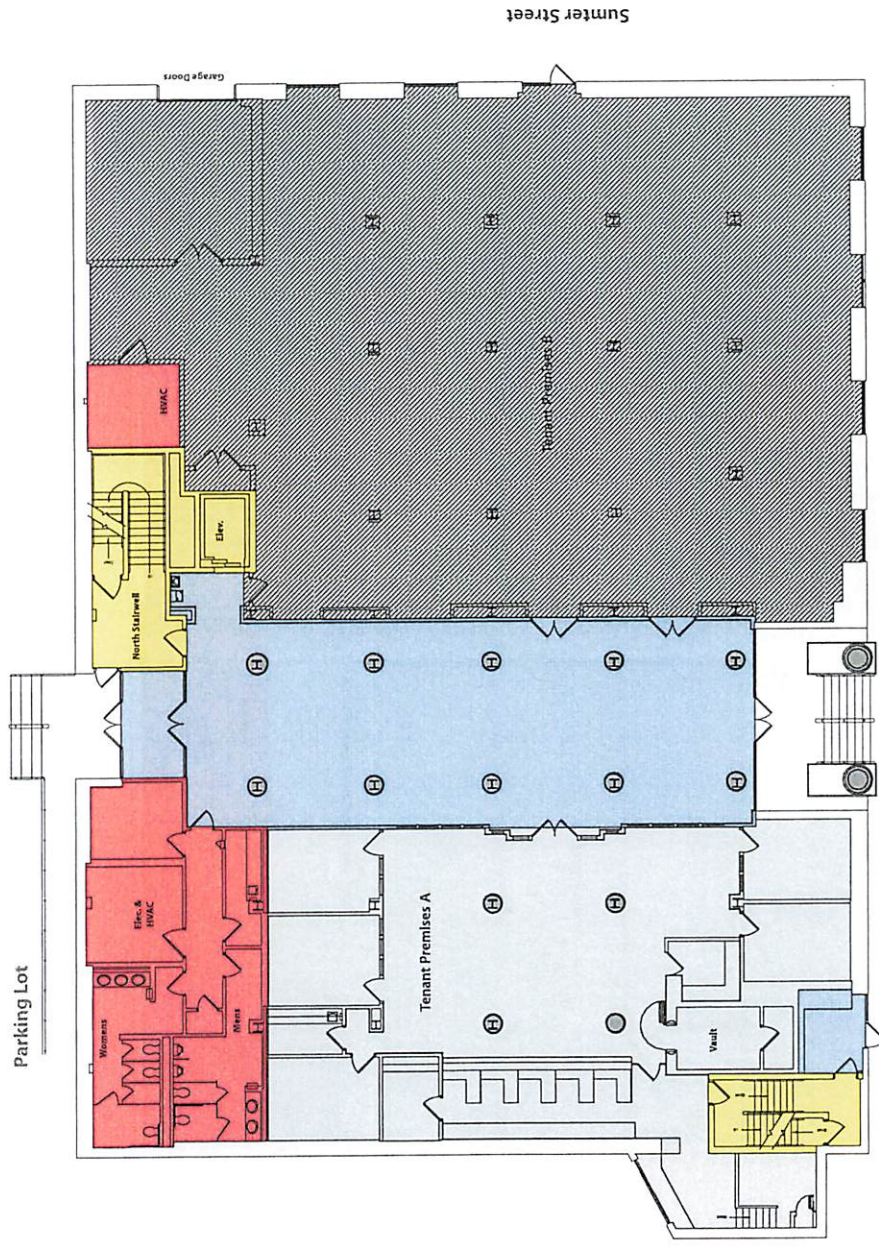 Sumter Street
Garage Doors
Parking Lot
HVAC
North Stairwell
Elev.
Elec. &
HVAC
Womens
Mens
Tenant Premises A
Tenant Premises B
Vault